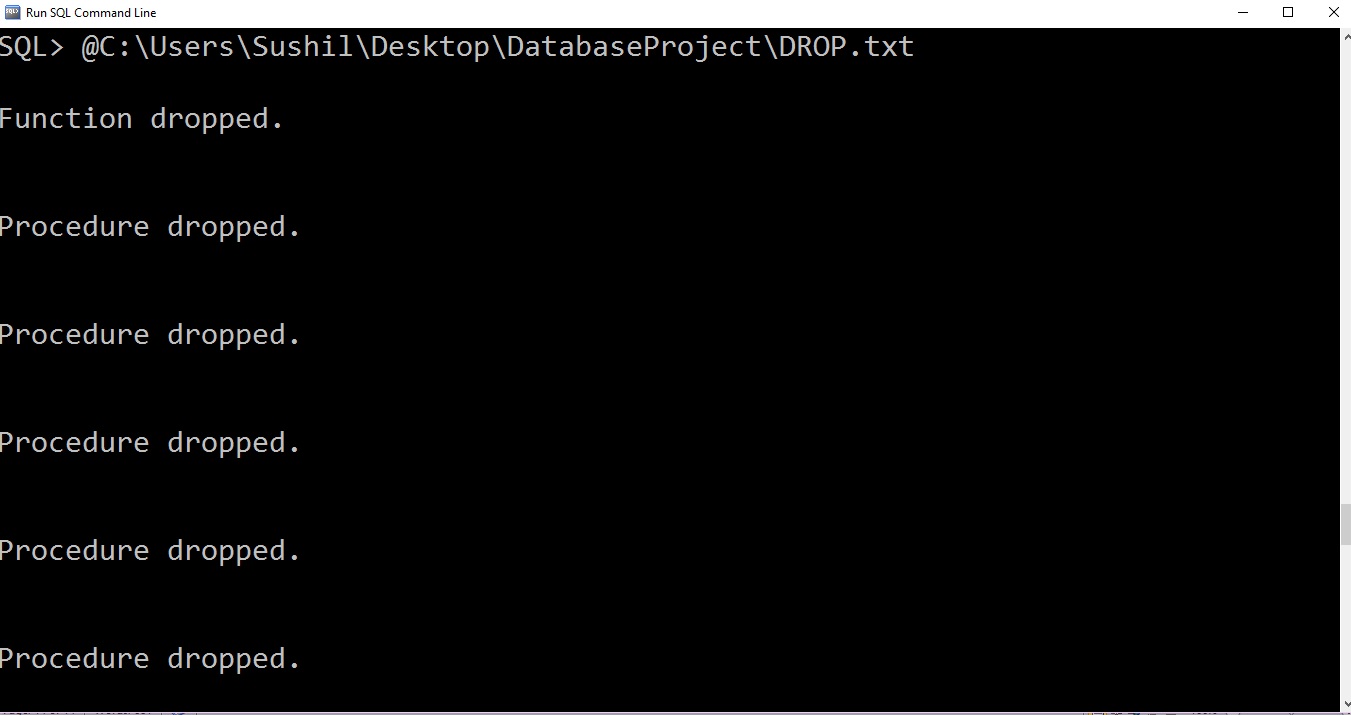 Run SQL Command Line
SQL> @C:\Users\Sushil\Desktop\DatabaseProject\DROP.txt
Function dropped.
Procedure dropped.
Procedure dropped.
Procedure dropped.
Procedure dropped.
Procedure dropped.